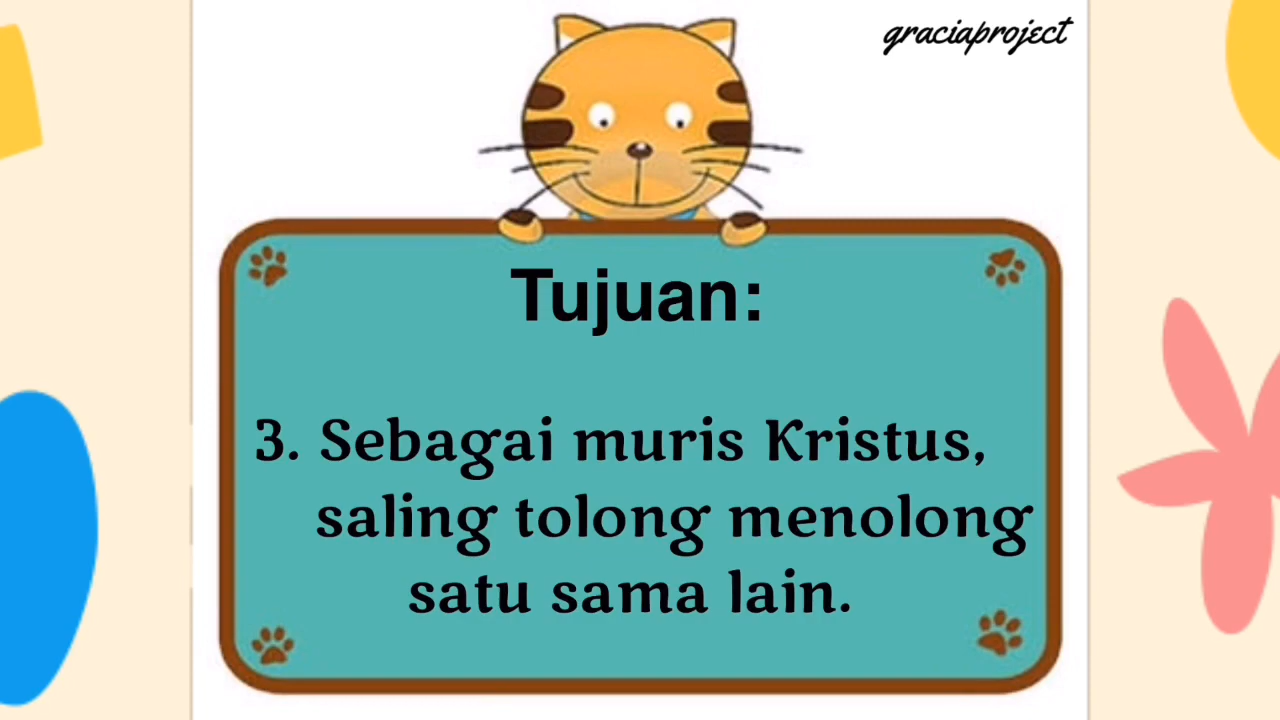 graciaproject
Tujuan:
3. Sebagai muris Kristus,
saling tolong menolong
satu sama lain.